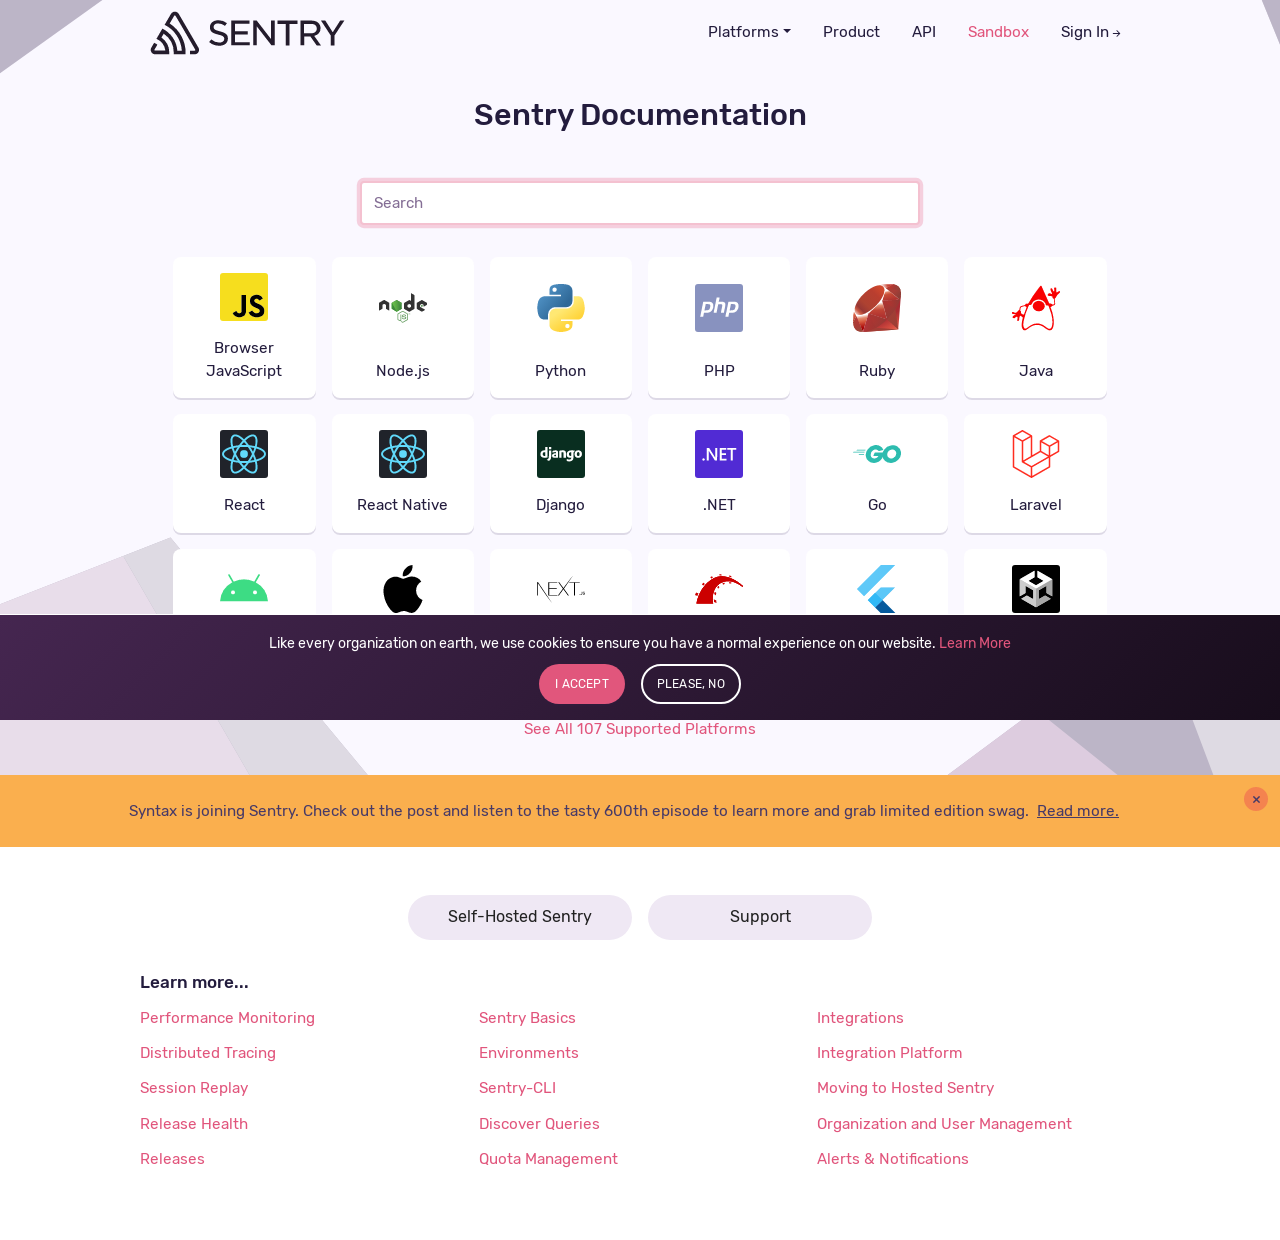 SENTRY
Platforms
Product
API
Sandbox
Sign In →
Sentry Documentation
Search
JS
Browser
JavaScript
node
JS
Node.js
Python
php
PHP
Ruby
Java
React
React Native
django
Django
.NET
.NET
GO
Go
Laravel
NEXT.JS
Like every organization on earth, we use cookies to ensure you have a normal experience on our website. Learn More
I ACCEPT
PLEASE, NO
See All 107 Supported Platforms
Syntax is joining Sentry. Check out the post and listen to the tasty 600th episode to learn more and grab limited edition swag. Read more.
×
Self-Hosted Sentry
Support
Learn more...
Performance Monitoring
Distributed Tracing
Session Replay
Release Health
Releases
Sentry Basics
Environments
Sentry-CLI
Discover Queries
Quota Management
Integrations
Integration Platform
Moving to Hosted Sentry
Organization and User Management
Alerts & Notifications